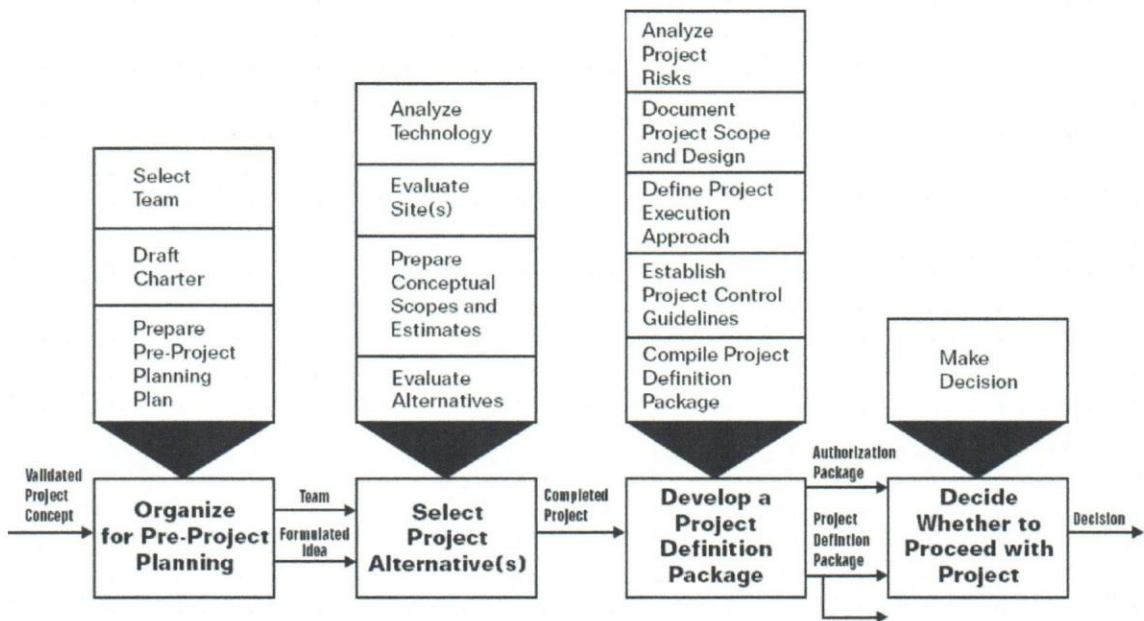 Select
Team
Draft
Charter
Prepare
Pre-Project
Planning
Plan
Analyze
Technology
Evaluate
Site(s)
Prepare
Conceptual
Scopes and
Estimates
Evaluate
Alternatives
Analyze
Project
Risks
Document
Project Scope
and Design
Define Project
Execution
Approach
Establish
Project Control
Guidelines
Compile Project
Definition
Package
Make
Decision
Validated
Project
Concept
Organize
for Pre-Project
Planning
Team
Formulated
Idea
Select
Project
Alternative(s)
Completed
Project
Develop a
Project
Definition
Package
Authorization
Package
Project
Defintion
Package
Decide
Whether to
Proceed with
Project
Decision